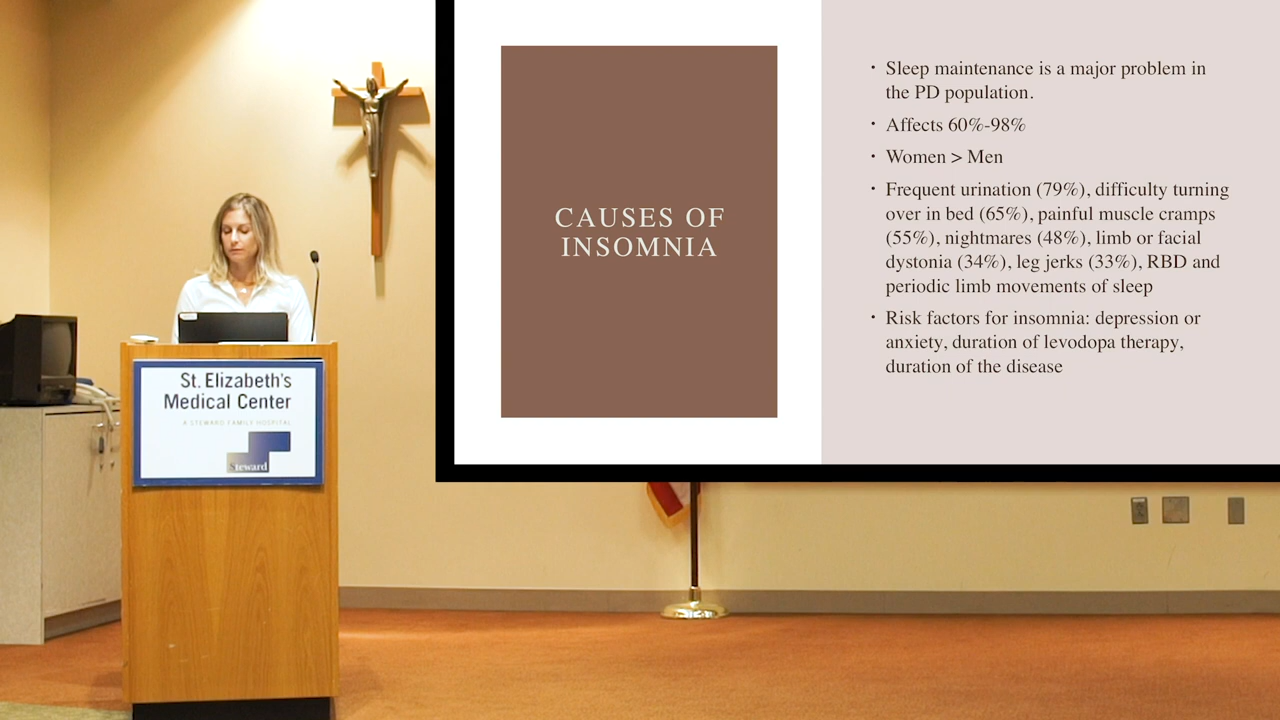 CAUSES OF
INSOMNIA
• Sleep maintenance is a major problem in
the PD population.
• Affects 60%-98%
• Women > Men
• Frequent urination (79%), difficulty turning
over in bed (65%), painful muscle cramps
(55%), nightmares (48%), limb or facial
dystonia (34%), leg jerks (33%), RBD and
periodic limb movements of sleep
• Risk factors for insomnia: depression or
anxiety, duration of levodopa therapy,
duration of the disease
St. Elizabeth's
Medical Center
A STEWARD FAMILY HOSPITAL
Steward